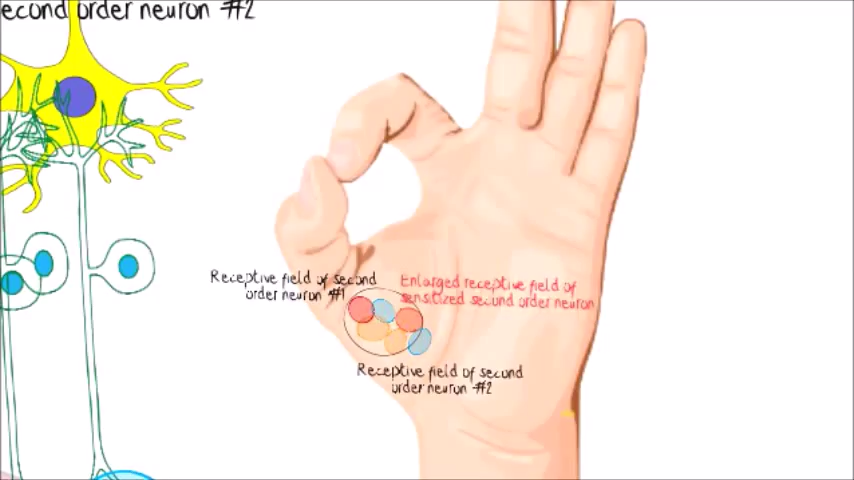 econd order neuron #2
Receptive field of second
order neuron #1
Enlarged receptive field of
sensitized second order neuron
Receptive field of second
order neuron #2